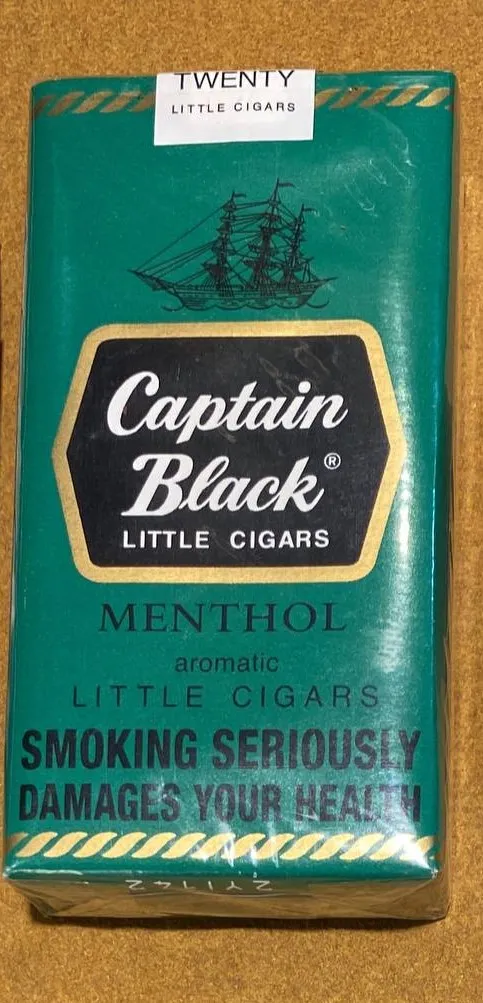 TWENTY
LITTLE CIGARS
Captain
Black®
LITTLE CIGARS
MENTHOL
aromatic
LITTLE CIGARS
SMOKING SERIOUSLY
DAMAGES YOUR HEALTH